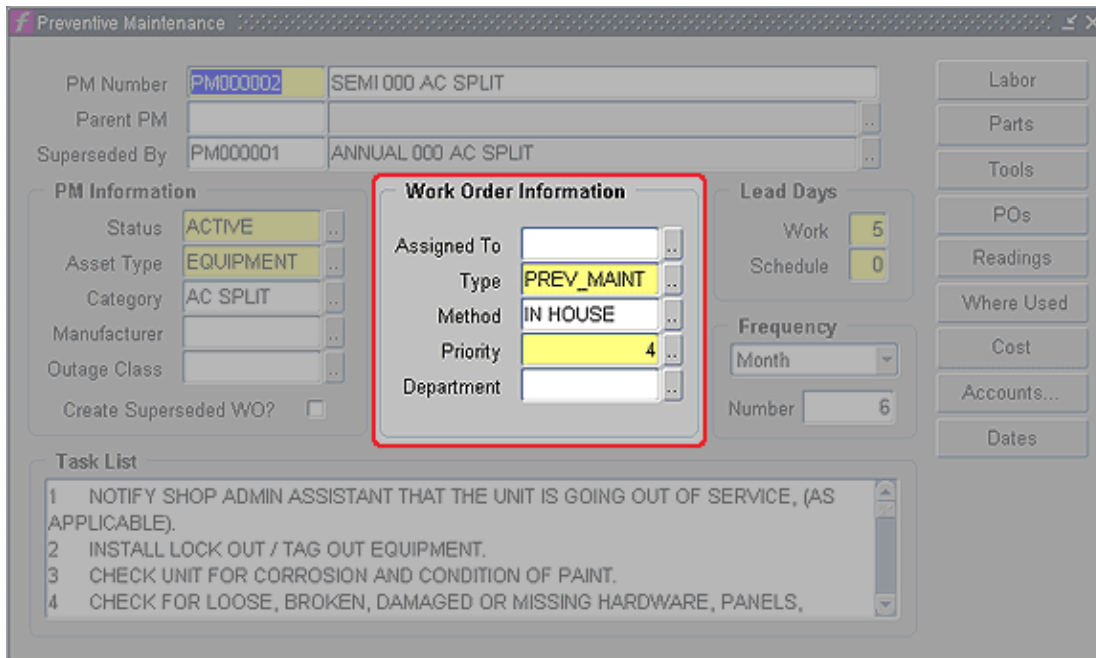 Preventive Maintenance
PM Number PM000002 SEMI 000 AC SPLIT
Parent PM
Superseded By PM000001 ANNUAL 000 AC SPLIT
PM Information
Status ACTIVE
Asset Type EQUIPMENT
Category AC SPLIT
Manufacturer
Outage Class
Create Superseded WO?
Work Order Information
Assigned To
Type PREV_MAINT
Method IN HOUSE
Priority 4
Department
Lead Days
Work 5
Schedule 0
Frequency
Month
Number 6
Labor
Parts
Tools
POs
Readings
Where Used
Cost
Accounts...
Dates
Task List
1 NOTIFY SHOP ADMIN ASSISTANT THAT THE UNIT IS GOING OUT OF SERVICE, (AS
APPLICABLE).
2 INSTALL LOCK OUT / TAG OUT EQUIPMENT.
3 CHECK UNIT FOR CORROSION AND CONDITION OF PAINT.
4 CHECK FOR LOOSE, BROKEN, DAMAGED OR MISSING HARDWARE, PANELS,